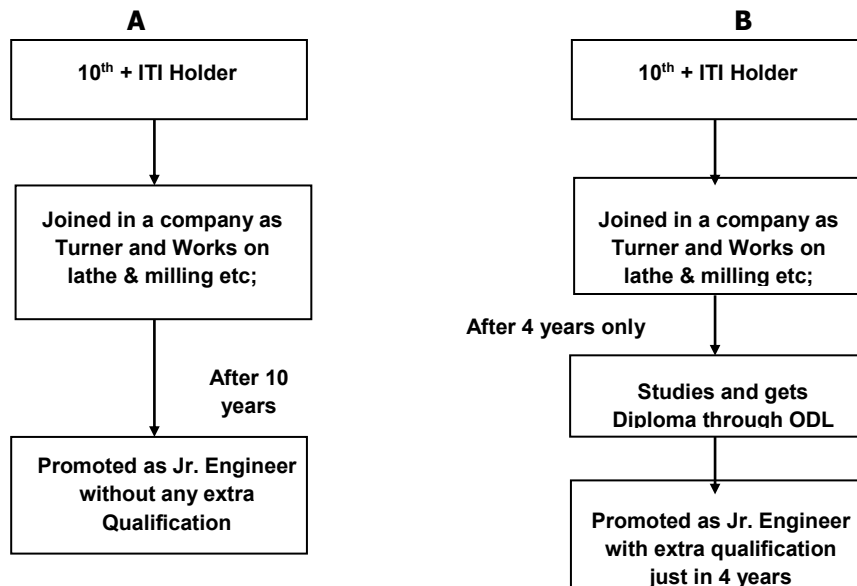 A
10th + ITI Holder
Joined in a company as
Turner and Works on
lathe & milling etc;
After 10
years
Promoted as Jr. Engineer
without any extra
Qualification
B
10th + ITI Holder
Joined in a company as
Turner and Works on
lathe & milling etc;
After 4 years only
Studies and gets
Diploma through ODL
Promoted as Jr. Engineer
with extra qualification
just in 4 years